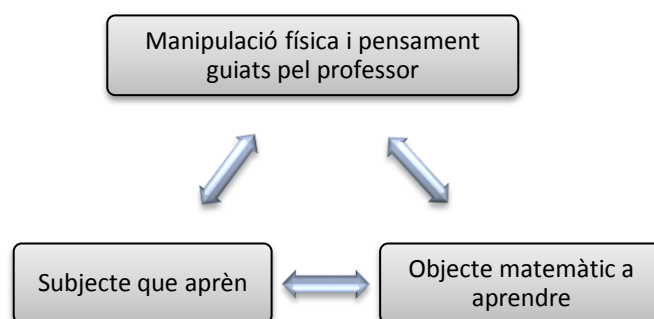 Manipulació física i pensament
guiats pel professor
Subjecte que aprèn
Objecte matemàtic a
aprendre